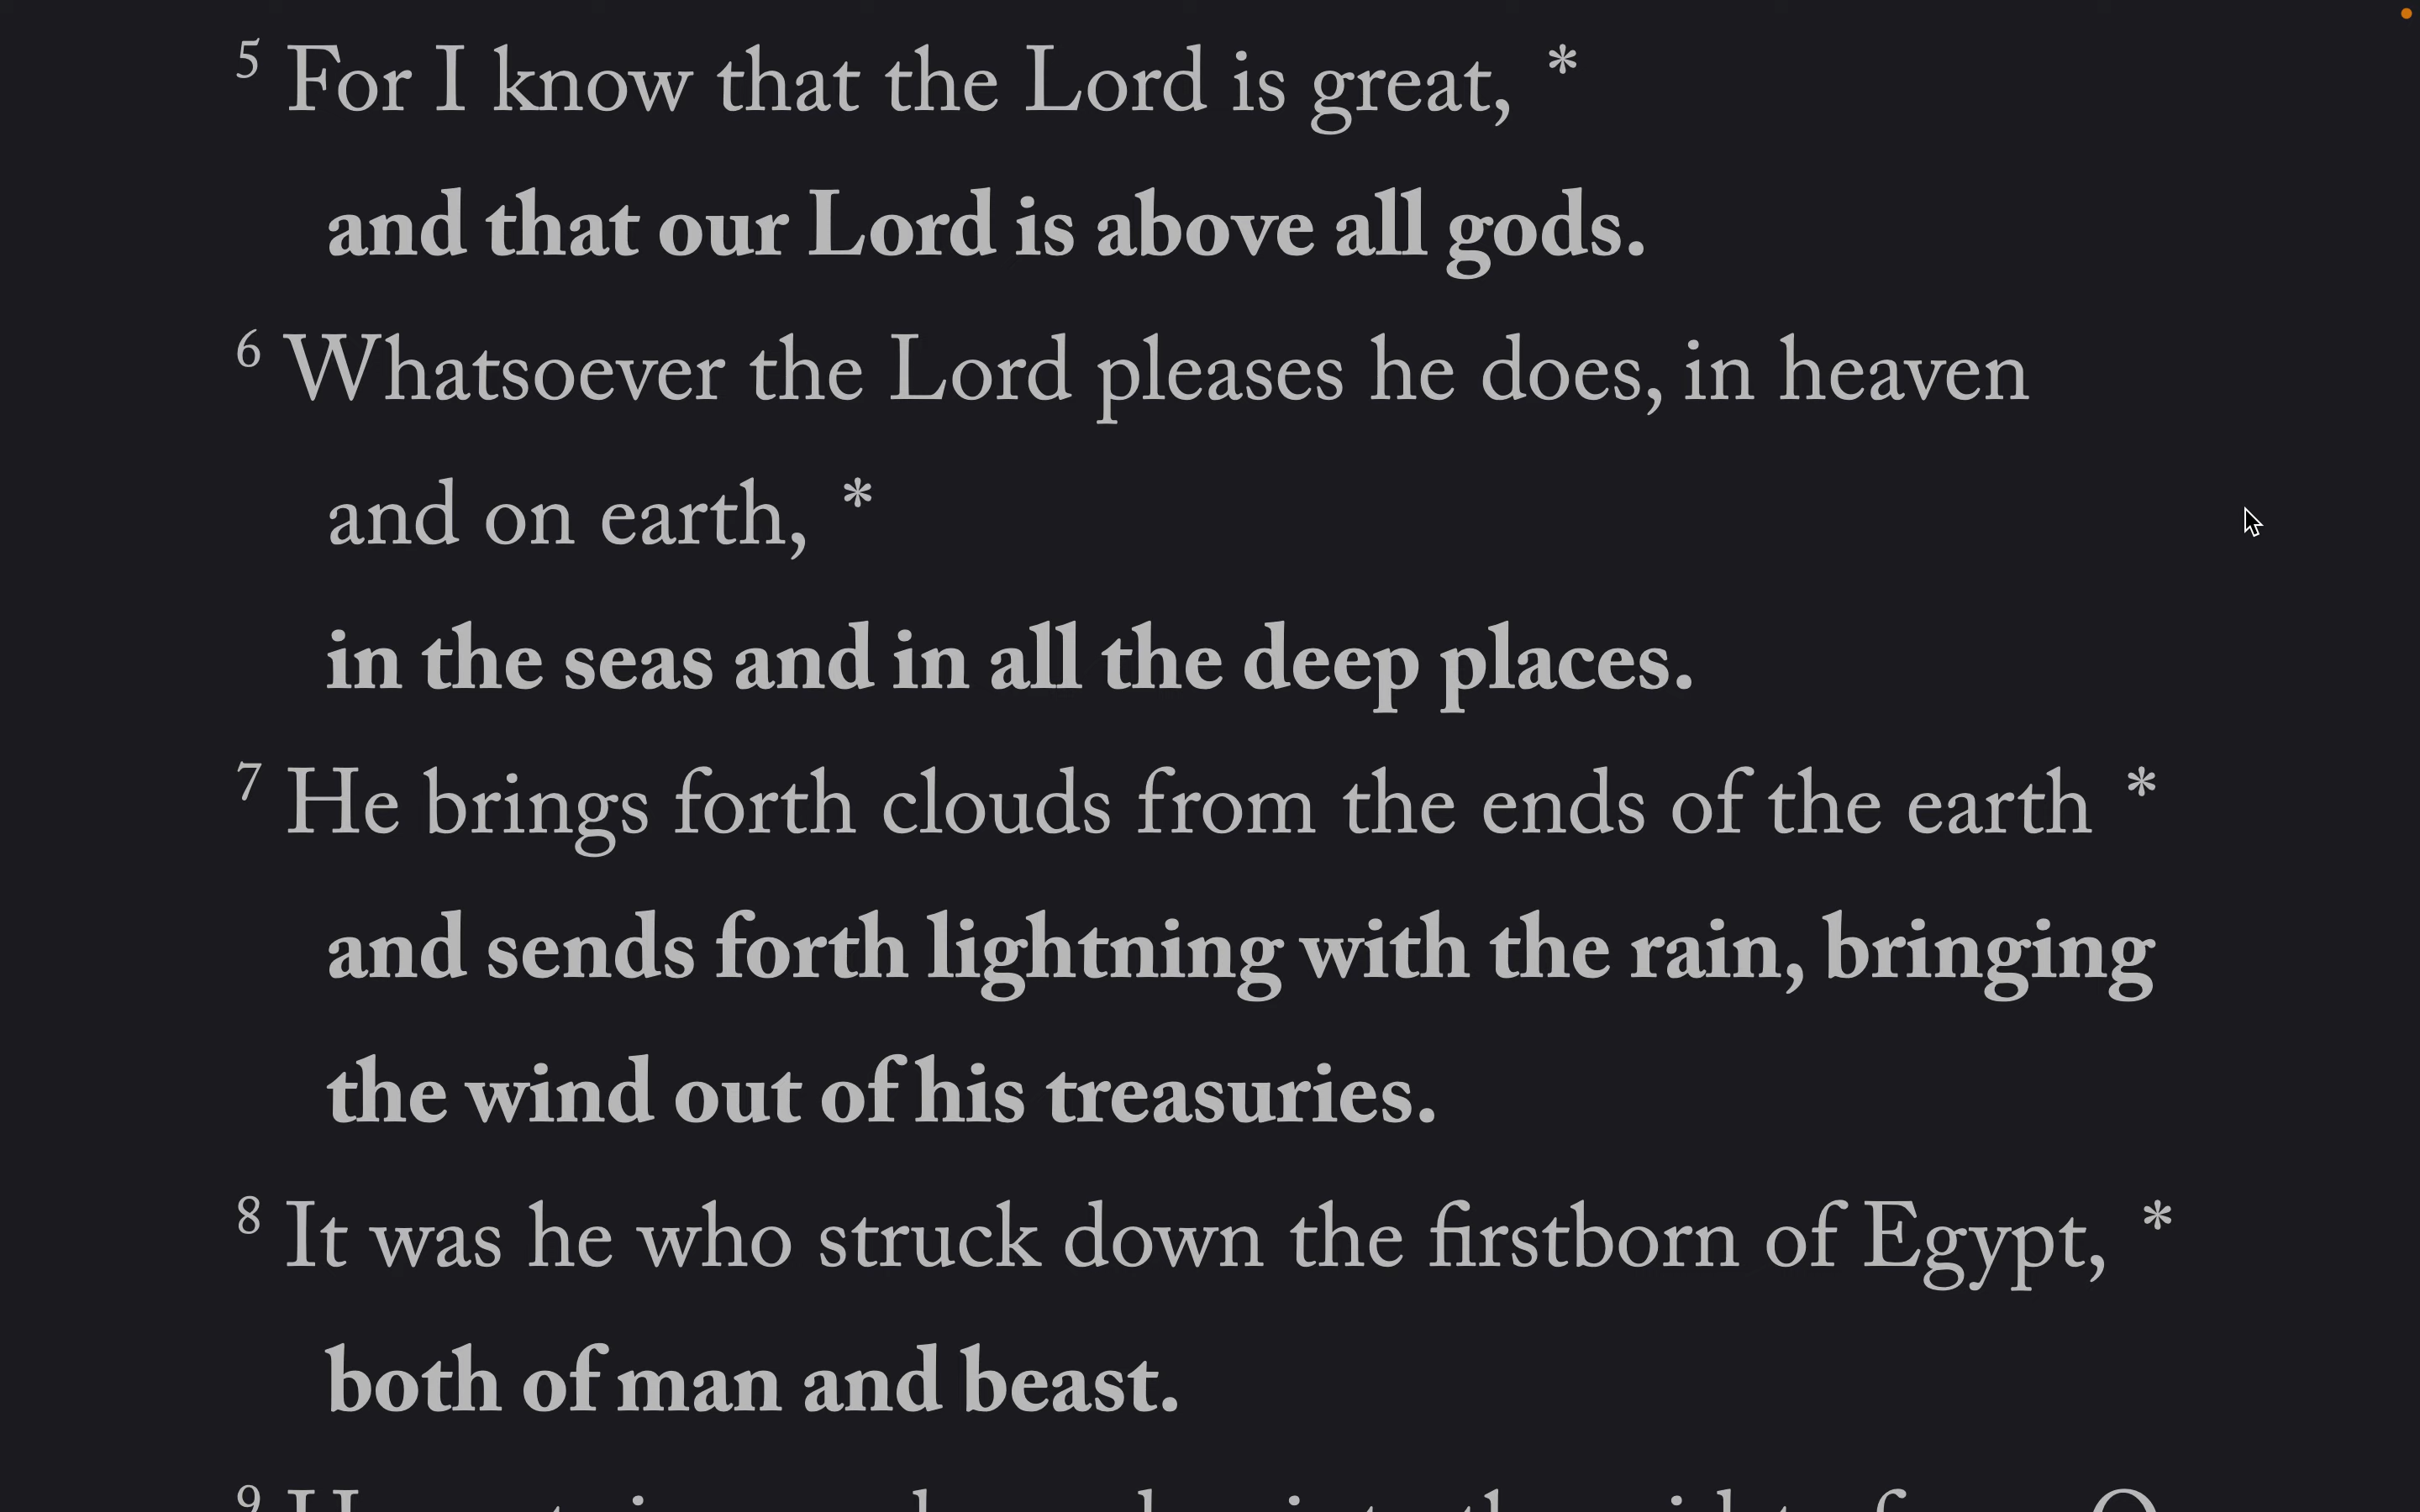 5 For I know that the Lord is great, *
and that our Lord is above all gods.
6 Whatsoever the Lord pleases he does, in heaven
and on earth, *
in the seas and in all the deep places.
7 He brings forth clouds from the ends of the earth *
and sends forth lightning with the rain, bringing
the wind out of his treasuries.
8 It was he who struck down the firstborn of Egypt, *
both of man and beast.
9